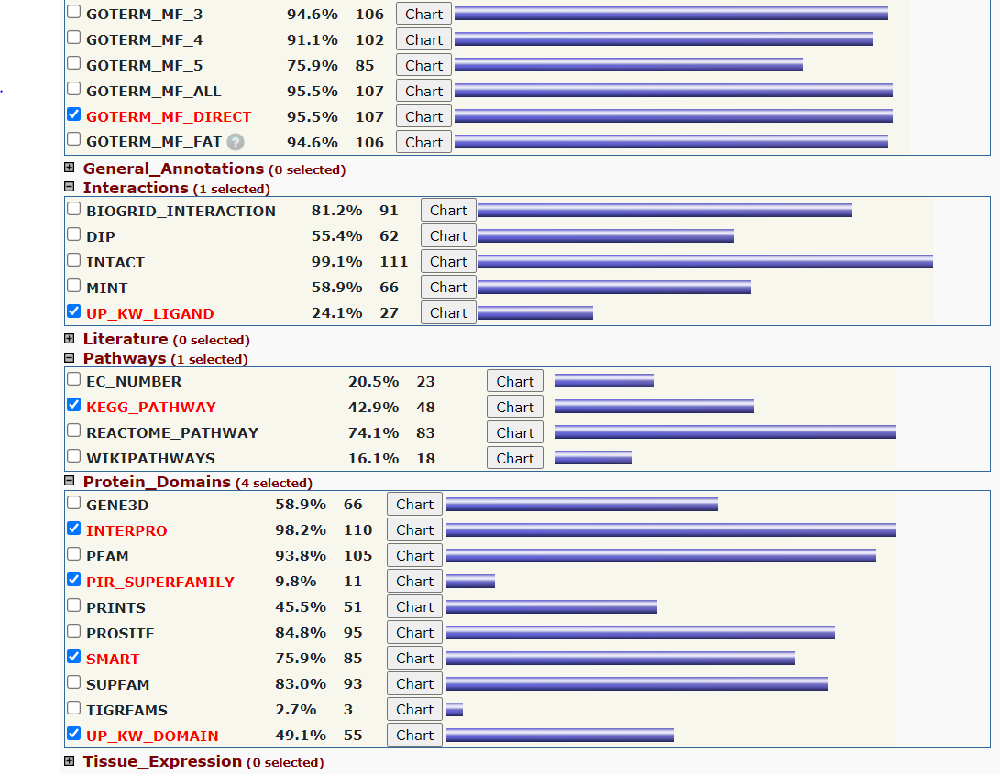 GOTERM_MF_3 94.6% 106 Chart
GOTERM_MF_4 91.1% 102 Chart
GOTERM_MF_5 75.9% 85 Chart
GOTERM_MF_ALL 95.5% 107 Chart
GOTERM_MF_DIRECT 95.5% 107 Chart
GOTERM_MF_FAT ? 94.6% 106 Chart
General_Annotations (0 selected)
Interactions (1 selected)
BIOGRID_INTERACTION 81.2% 91 Chart
DIP 55.4% 62 Chart
INTACT 99.1% 111 Chart
MINT 58.9% 66 Chart
UP_KW_LIGAND 24.1% 27 Chart
Literature (0 selected)
Pathways (1 selected)
EC_NUMBER 20.5% 23 Chart
KEGG_PATHWAY 42.9% 48 Chart
REACTOME_PATHWAY 74.1% 83 Chart
WIKIPATHWAYS 16.1% 18 Chart
Protein_Domains (4 selected)
GENE3D 58.9% 66 Chart
INTERPRO 98.2% 110 Chart
PFAM 93.8% 105 Chart
PIR_SUPERFAMILY 9.8% 11 Chart
PRINTS 45.5% 51 Chart
PROSITE 84.8% 95 Chart
SMART 75.9% 85 Chart
SUPFAM 83.0% 93 Chart
TIGRFAMS 2.7% 3 Chart
UP_KW_DOMAIN 49.1% 55 Chart
Tissue_Expression (0 selected)